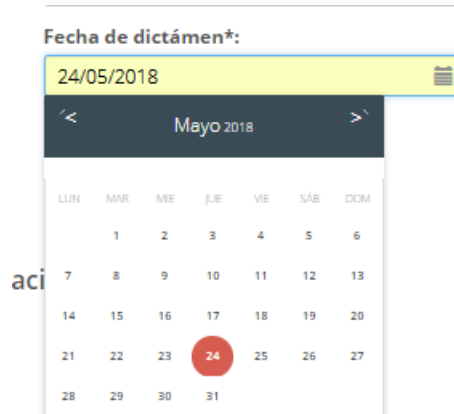 Fecha de dictámen*:
24/05/2018
´< Mayo 2018 >`
LUN MAR MIE JUE VIE SÁB DOM
1 2 3 4 5 6
aci 7 8 9 10 11 12 13
14 15 16 17 18 19 20
21 22 23 24 25 26 27
28 29 30 31